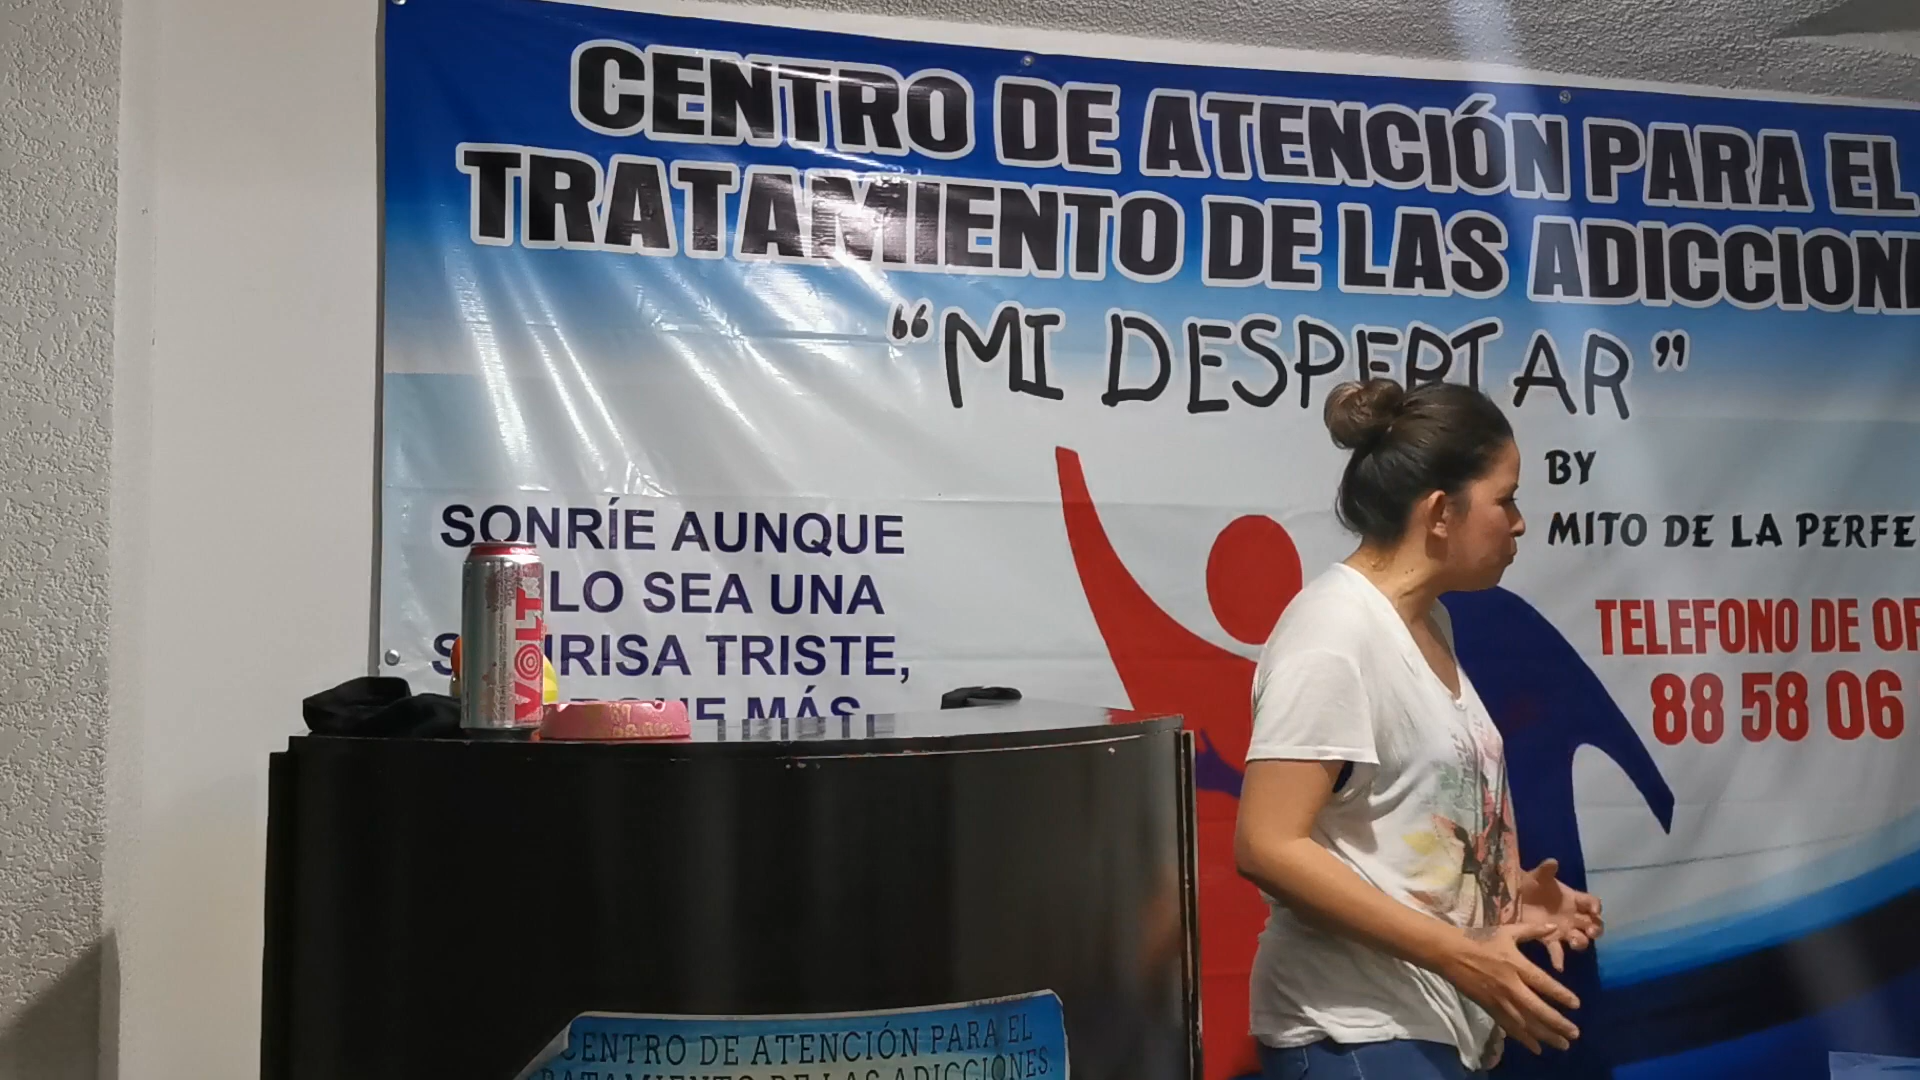 CENTRO DE ATENCIÓN PARA EL
TRATAMIENTO DE LAS ADICCIONE
“MI DESPERTAR”
BY
MITO DE LA PERFE
SONRÍE AUNQUE
LO SEA UNA
S RISA TRISTE,
MÁS
TELEFONO DE OF
88 58 06
VOLT
CENTRO DE ATENCIÓN PARA EL
TRATAMIENTO DE LAS ADICCIONES.